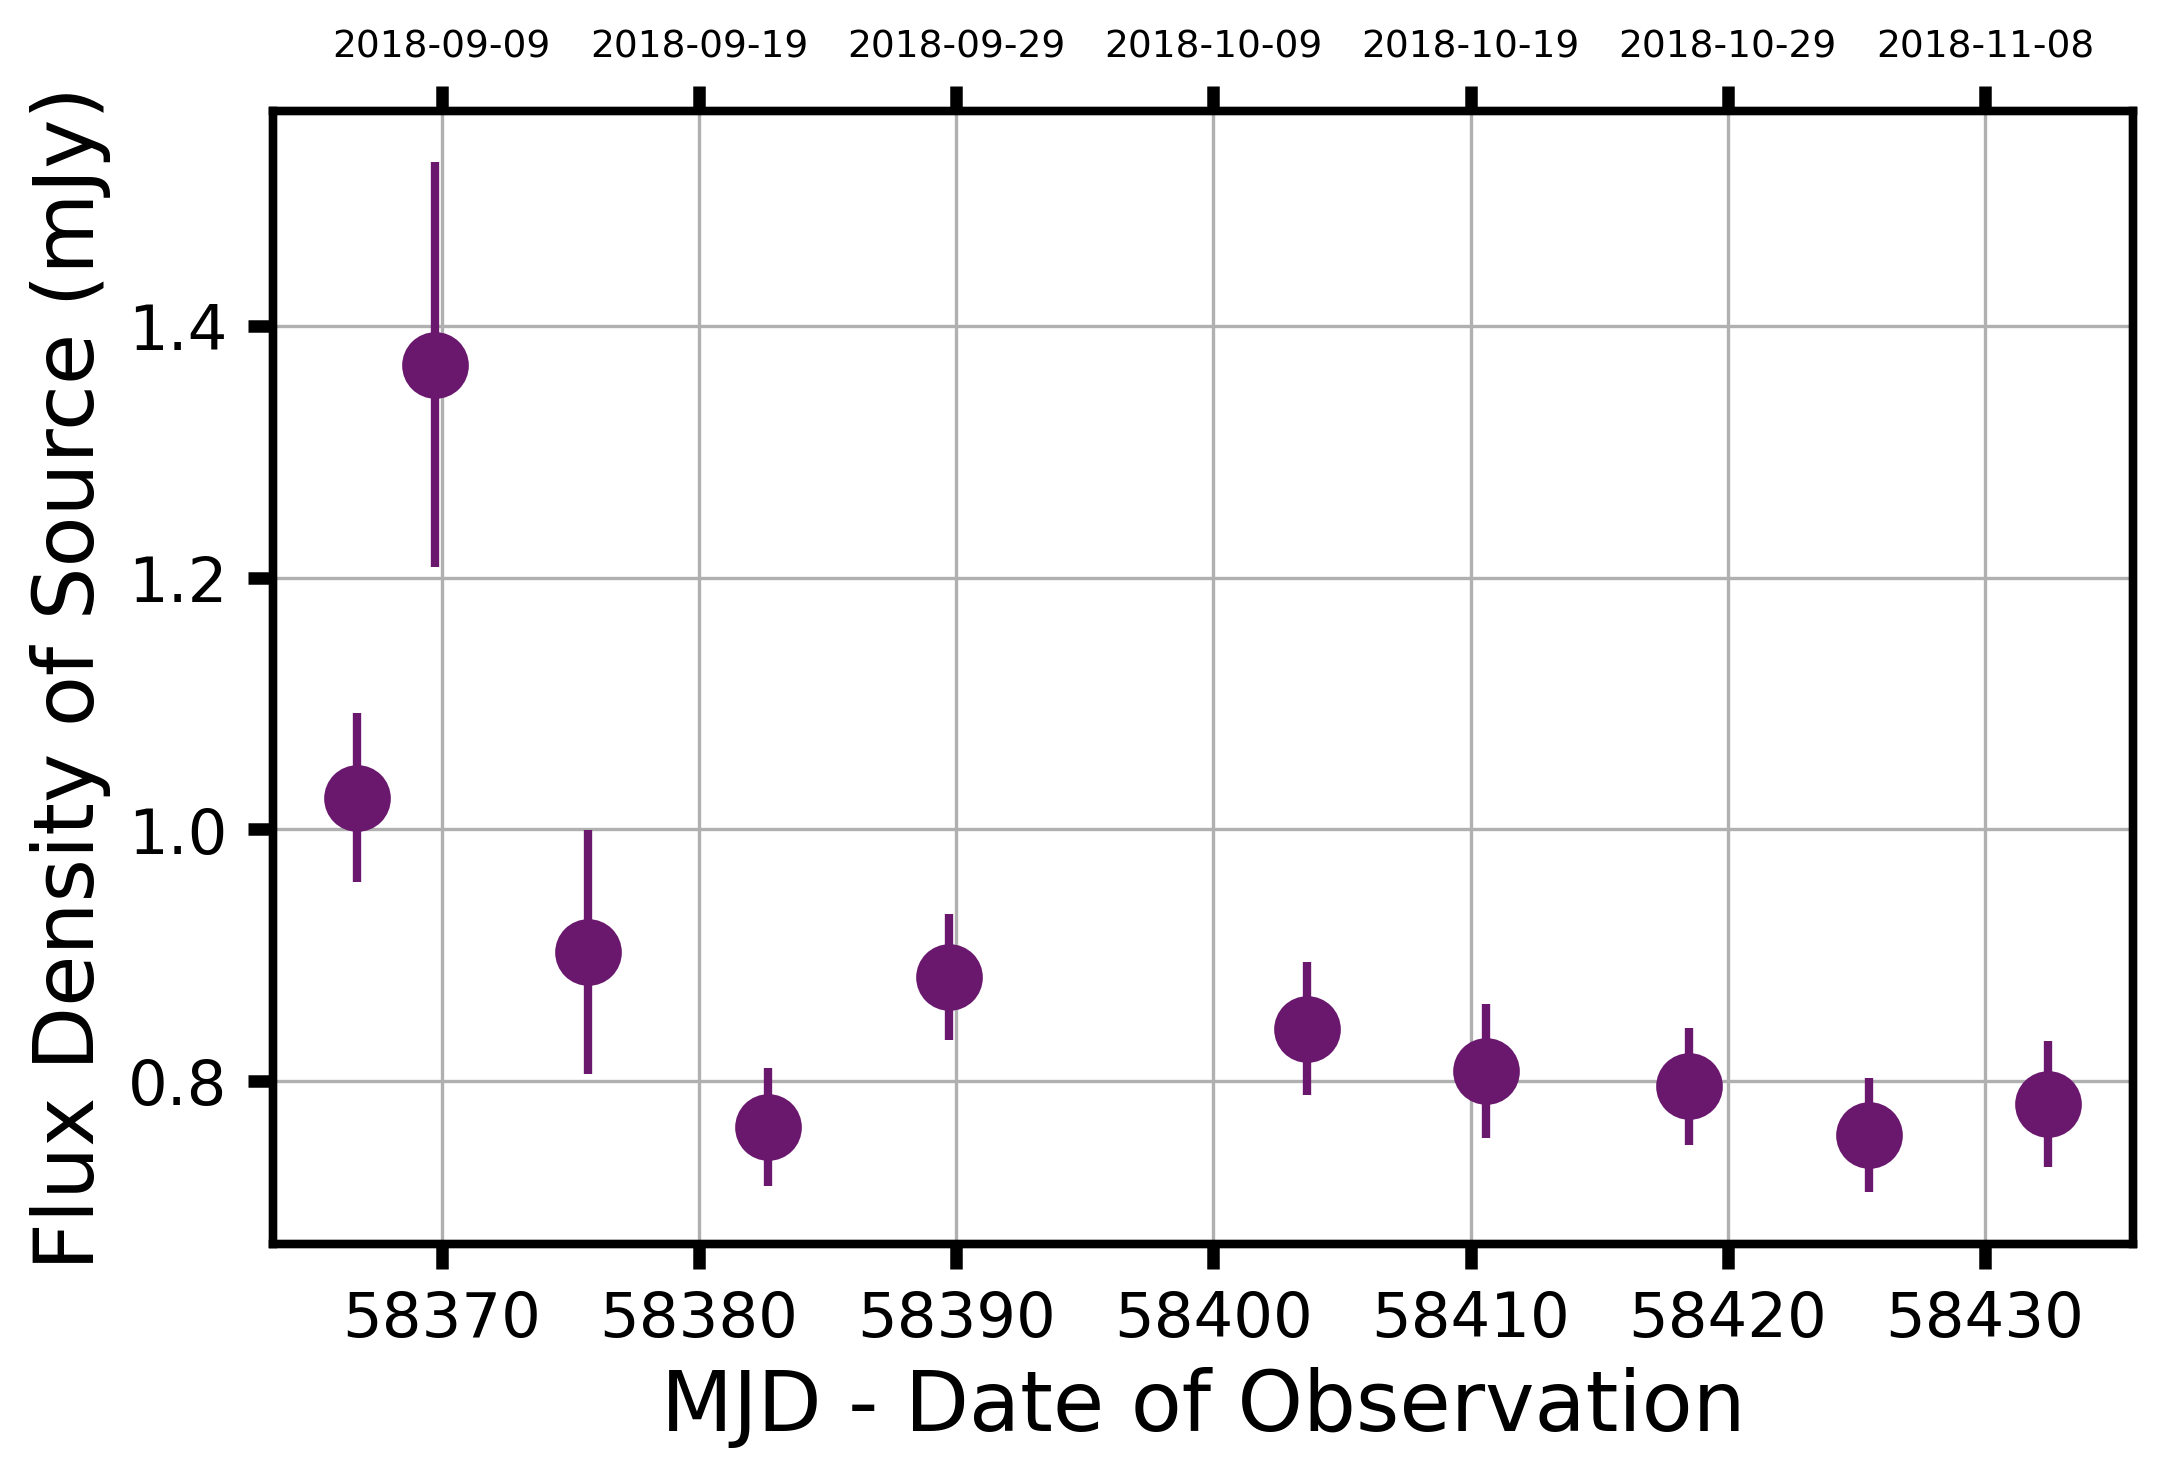 2018-09-09 2018-09-19 2018-09-29 2018-10-09 2018-10-19 2018-10-29 2018-11-08
Flux Density of Source (mJy)
1.4
1.2
1.0
0.8
58370 58380 58390 58400 58410 58420 58430
MJD - Date of Observation